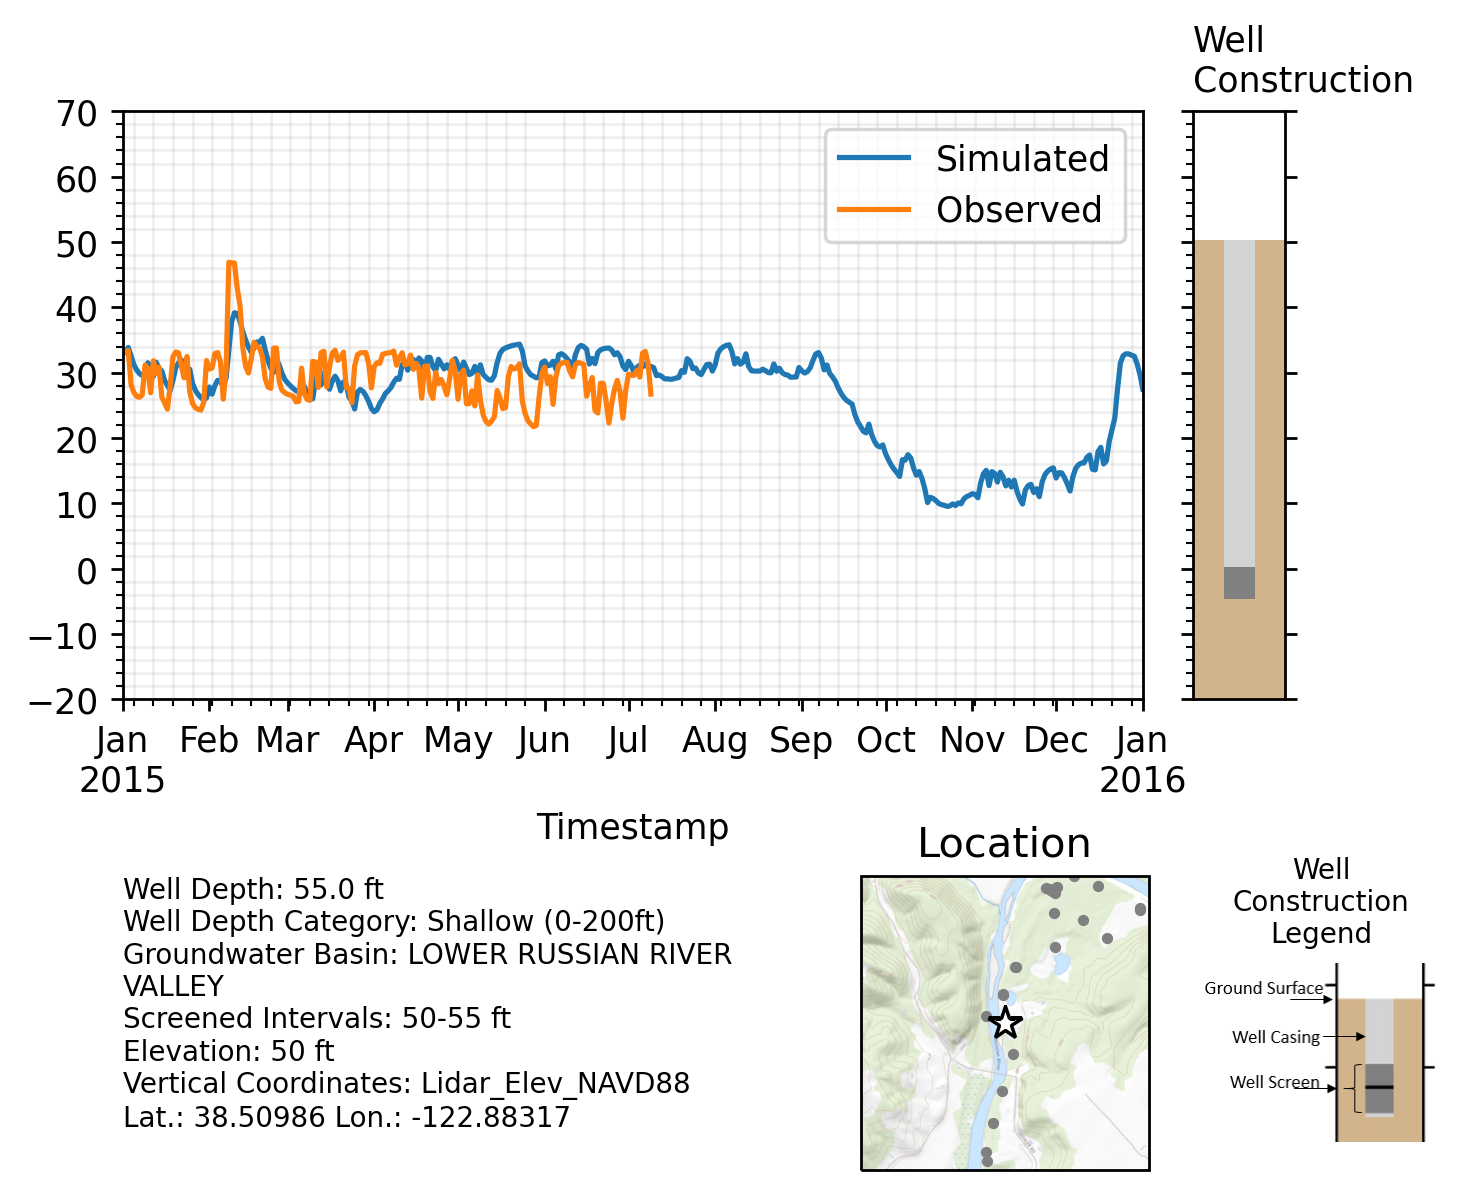 Well
Construction
70
60
50
40
30
20
10
0
−10
−20
Simulated
Observed
Jan Feb Mar Apr May Jun Jul Aug Sep Oct Nov Dec Jan
2015 2016
Timestamp
Well Depth: 55.0 ft
Well Depth Category: Shallow (0-200ft)
Groundwater Basin: LOWER RUSSIAN RIVER
VALLEY
Screened Intervals: 50-55 ft
Elevation: 50 ft
Vertical Coordinates: Lidar_Elev_NAVD88
Lat.: 38.50986 Lon.: -122.88317
Location
Well
Construction
Legend
Ground Surface
Well Casing
Well Screen